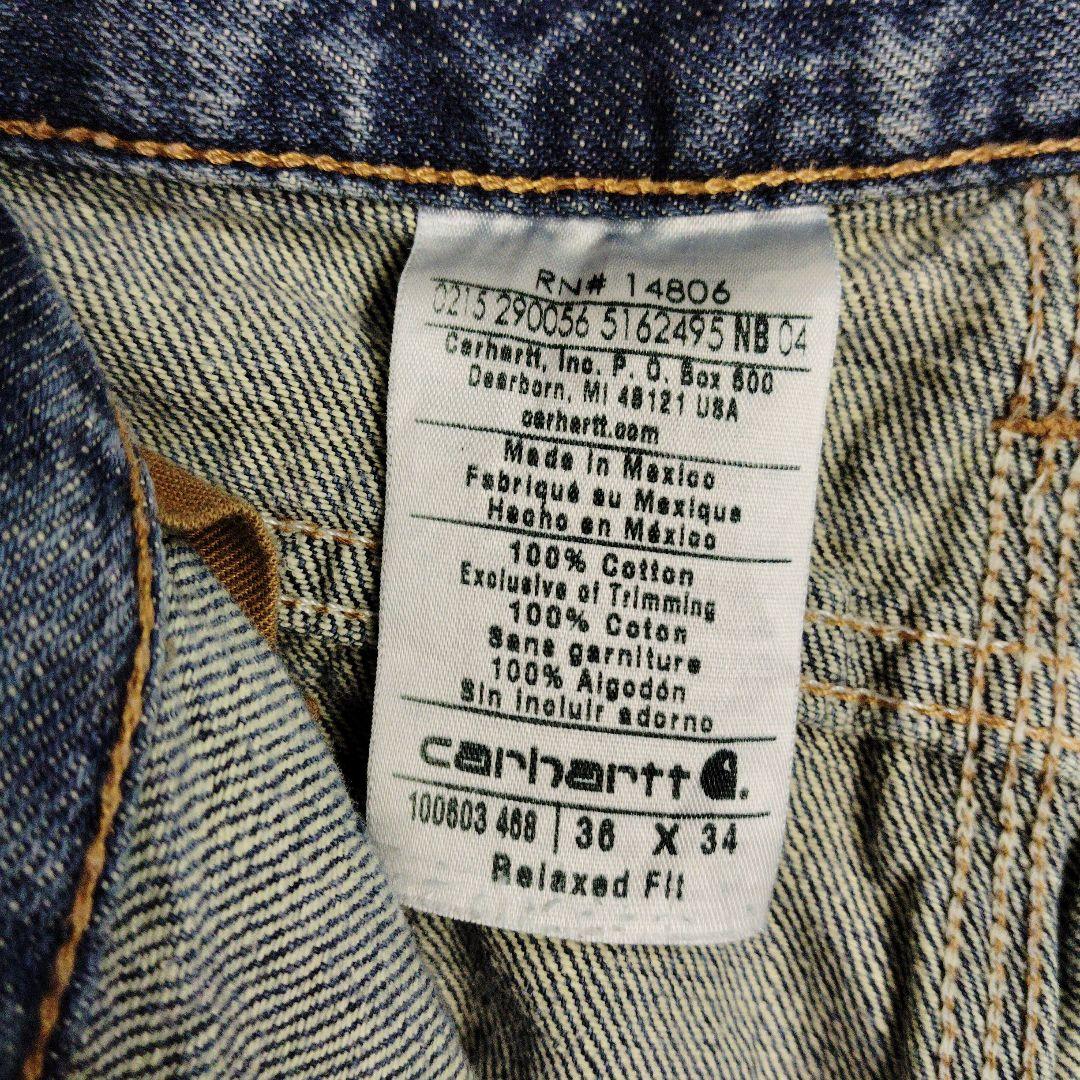 RN# 14806
0215 290056 5162495 NB 04
Carhartt, Inc. P. O. Box 600
Dearborn, MI 48121 USA
carhartt.com
Made in Mexico
Fabriqué au Mexique
Hecho en México
100% Cotton
Exclusive of Trimming
100% Coton
Sans garniture
100% Algodón
Sin incluir adorno
carhartt
100603 468 | 36 X 34
Relaxed Fit